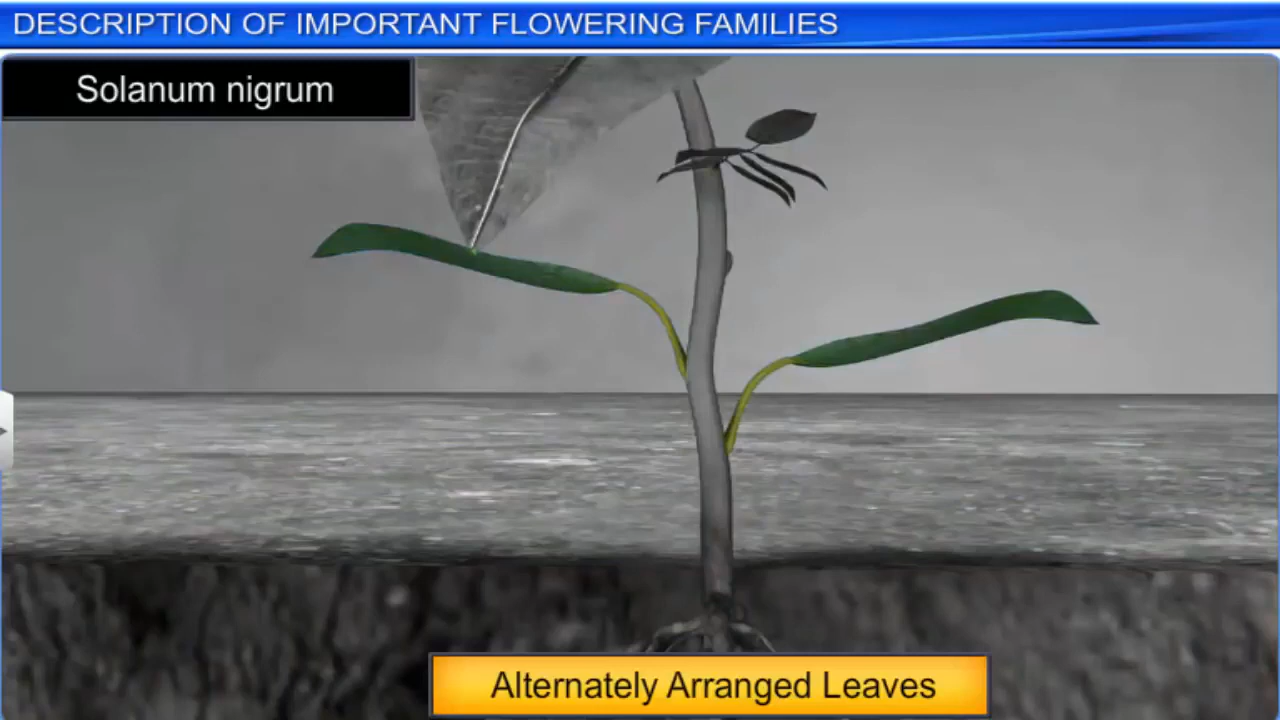 DESCRIPTION OF IMPORTANT FLOWERING FAMILIES
Solanum nigrum
Alternately Arranged Leaves